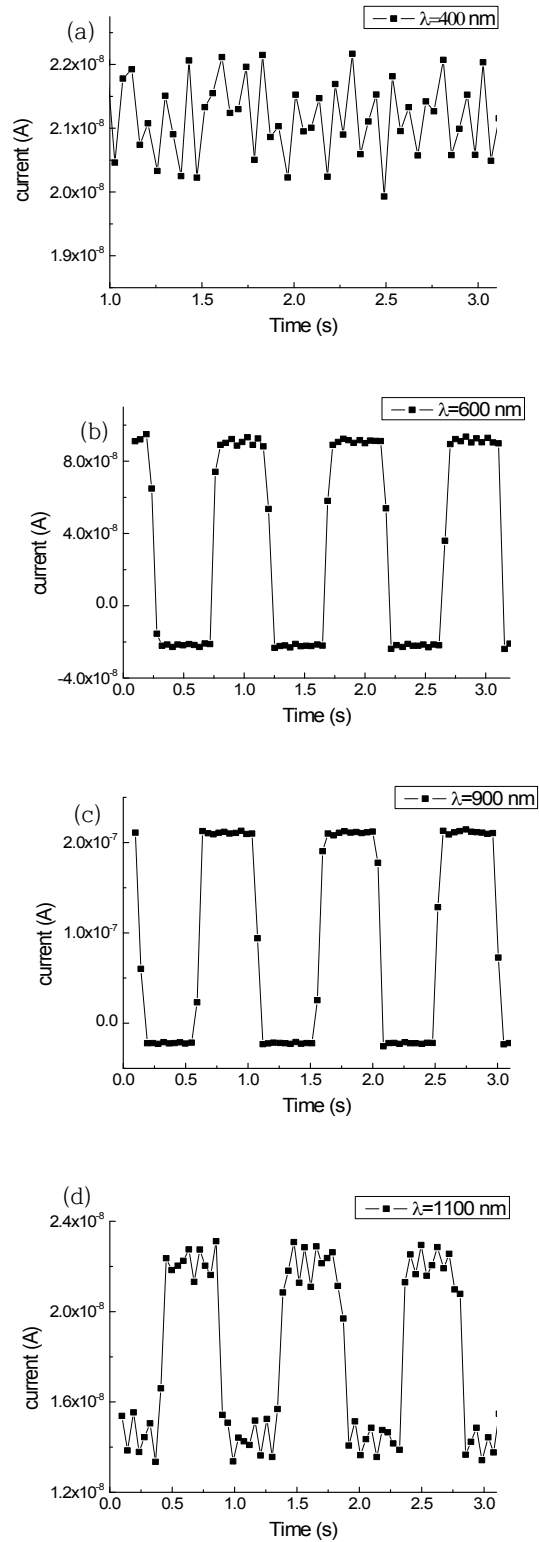 (a)
λ=400 nm
2.2x10-8
2.1x10-8
2.0x10-8
1.9x10-8
current (A)
1.0 1.5 2.0 2.5 3.0
Time (s)
(b)
λ=600 nm
8.0x10-8
4.0x10-8
0.0
-4.0x10-8
current (A)
0.0 0.5 1.0 1.5 2.0 2.5 3.0
Time (s)
(c)
λ=900 nm
2.0x10-7
1.0x10-7
0.0
current (A)
0.0 0.5 1.0 1.5 2.0 2.5 3.0
Time (s)
(d)
λ=1100 nm
2.4x10-8
2.0x10-8
1.6x10-8
1.2x10-8
current (A)
0.0 0.5 1.0 1.5 2.0 2.5 3.0
Time (s)